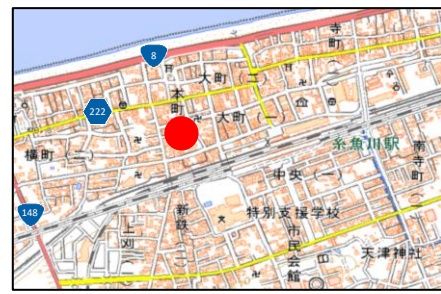 寺町(二)
8
大町(二)
本町
222
大町(一)
横町(二)
糸魚川駅
南寺町
中央(一)
148
新鉄(二)
特別支援学校
上刈
市民会館
天津神社